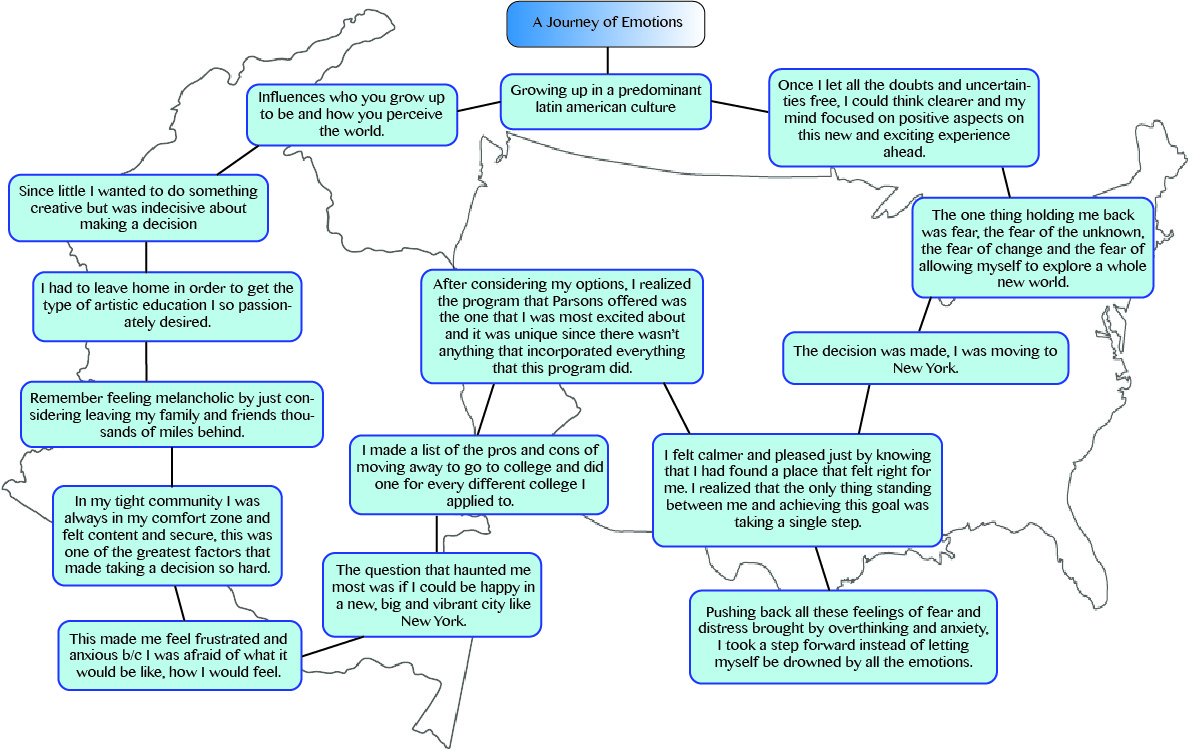 A Journey of Emotions
Growing up in a predominant
latin american culture
Influences who you grow up
to be and how you perceive
the world.
Since little I wanted to do something
creative but was indecisive about
making a decision
I had to leave home in order to get the
type of artistic education I so passion-
ately desired.
Remember feeling melancholic by just con-
sidering leaving my family and friends thou-
sands of miles behind.
In my tight community I was
always in my comfort zone and
felt content and secure, this was
one of the greatest factors that
made taking a decision so hard.
This made me feel frustrated and
anxious b/c I was afraid of what it
would be like, how I would feel.
The question that haunted me
most was if I could be happy in
a new, big and vibrant city like
New York.
I made a list of the pros and cons of
moving away to go to college and did
one for every different college I
applied to.
After considering my options, I realized
the program that Parsons offered was
the one that I was most excited about
and it was unique since there wasn't
anything that incorporated everything
that this program did.
I felt calmer and pleased just by knowing
that I had found a place that felt right for
me. I realized that the only thing standing
between me and achieving this goal was
taking a single step.
Pushing back all these feelings of fear and
distress brought by overthinking and anxiety,
I took a step forward instead of letting
myself be drowned by all the emotions.
The decision was made, I was moving to
New York.
The one thing holding me back
was fear, the fear of the unknown,
the fear of change and the fear of
allowing myself to explore a whole
new world.
Once I let all the doubts and uncertain-
ties free, I could think clearer and my
mind focused on positive aspects on
this new and exciting experience
ahead.